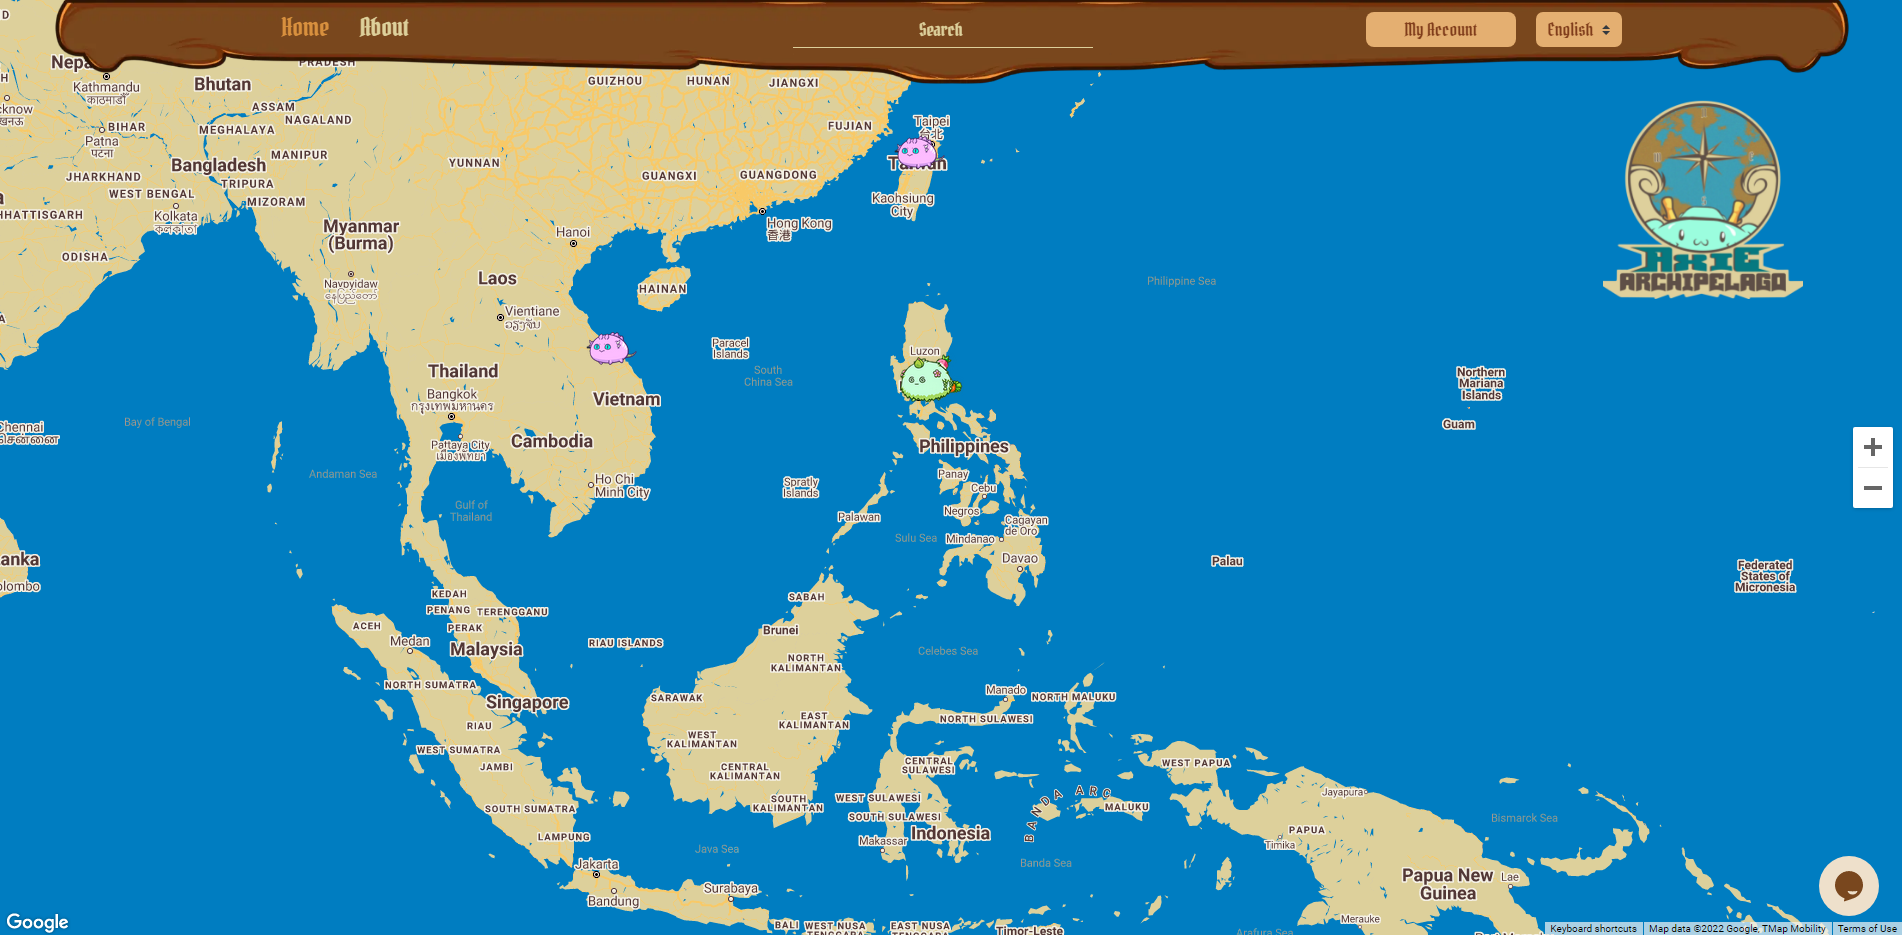 Home
About
Search
My Account
English
Bhutan
Kathmandu
काठमाडौं
PRADESH
GUIZHOU
HUNAN
JIANGXI
ASSAM
NAGALAND
MEGHALAYA
BIHAR
Patna
पटना
FUJIAN
Taipei
台北
Taiwan
Bangladesh
MANIPUR
YUNNAN
JHARKHAND
TRIPURA
GUANGXI
GUANGDONG
WEST BENGAL
MIZORAM
Kolkata
কলকাতা
Kaohsiung
City
Myanmar
(Burma)
Hanoi
Hong Kong
香港
ODISHA
Laos
Naypyidaw
နေပြည်တော်
HAINAN
Philippine Sea
AXIE
ARCHIPELAGO
Vientiane
ວຽງຈັນ
Paracel
Islands
Luzon
South
China Sea
Thailand
Bangkok
กรุงเทพมหานคร
Vietnam
Northern
Mariana
Islands
Guam
Bay of Bengal
Chennai
சென்னை
Cambodia
Pattaya City
เมืองพัทยา
Philippines
Andaman Sea
Ho Chi
Minh City
Spratly
Islands
Panay
Cebu
Gulf of
Thailand
Palawan
Negros
Cagayan
de Oro
Sulu Sea
Mindanao
Davao
Palau
Federated
States of
Micronesia
KEDAH
PENANG
TERENGGANU
PERAK
SABAH
ACEH
Medan
Malaysia
RIAU ISLANDS
Brunei
NORTH
KALIMANTAN
Celebes Sea
NORTH SUMATRA
Singapore
SARAWAK
Manado
NORTH MALUKU
RIAU
EAST
KALIMANTAN
NORTH SULAWESI
WEST SUMATRA
WEST
KALIMANTAN
JAMBI
CENTRAL
KALIMANTAN
CENTRAL
SULAWESI
WEST PAPUA
SOUTH SUMATRA
SOUTH
KALIMANTAN
WEST SULAWESI
SOUTH SULAWESI
BANDA ARC
MALUKU
Jayapura
LAMPUNG
Makassar
Indonesia
PAPUA
Timika
Bismarck Sea
Java Sea
Banda Sea
Jakarta
Bandung
Surabaya
Papua New
Guinea
Lae
BALI
WEST NUSA
EAST NUSA
Timor-Leste
Merauke
Arafura Sea
Google
Keyboard shortcuts
Map data ©2022 Google, TMap Mobility
Terms of Use